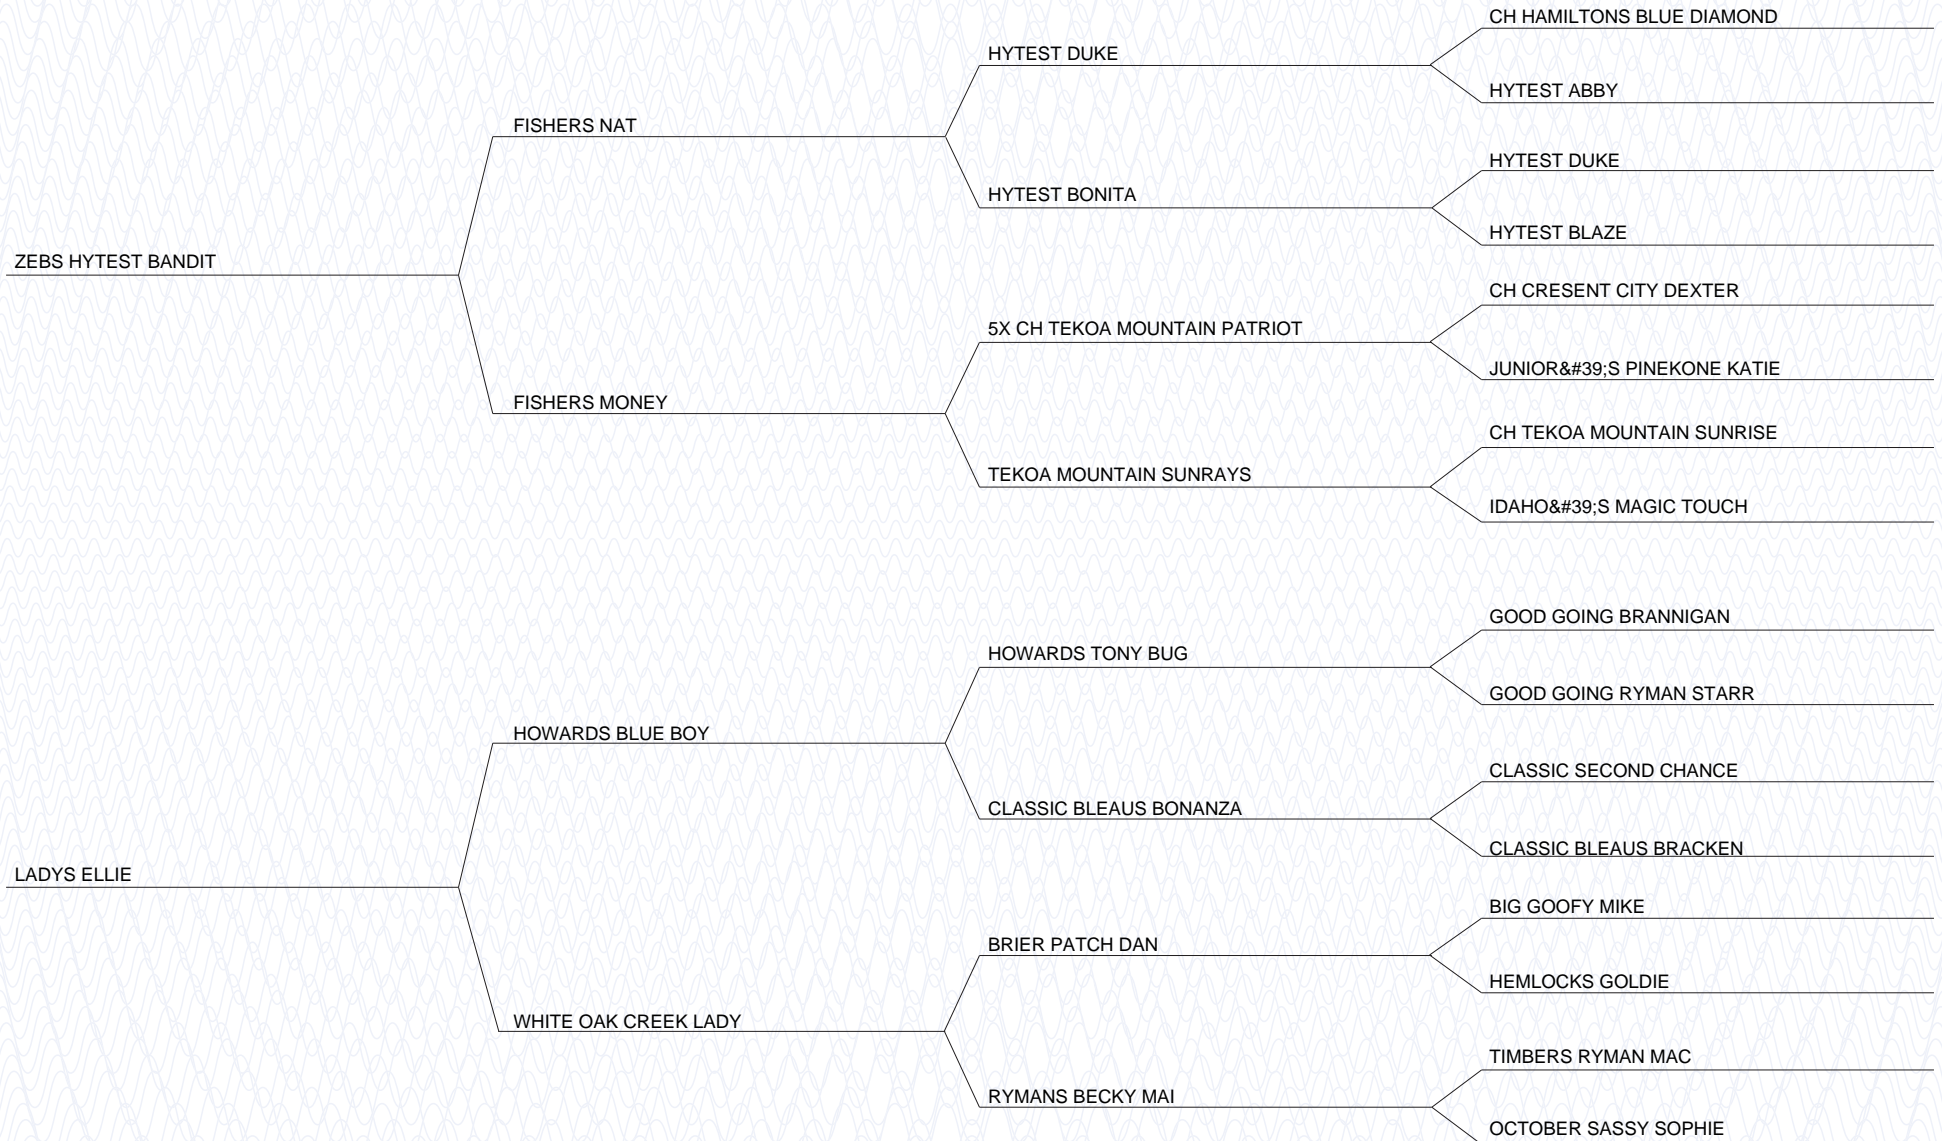 CH HAMILTONS BLUE DIAMOND
HYTEST DUKE
HYTEST ABBY
FISHERS NAT
HYTEST DUKE
HYTEST BONITA
HYTEST BLAZE
ZEBS HYTEST BANDIT
CH CRESENT CITY DEXTER
5X CH TEKOA MOUNTAIN PATRIOT
JUNIOR&#39;S PINEKONE KATIE
FISHERS MONEY
CH TEKOA MOUNTAIN SUNRISE
TEKOA MOUNTAIN SUNRAYS
IDAHO&#39;S MAGIC TOUCH
GOOD GOING BRANNIGAN
HOWARDS TONY BUG
GOOD GOING RYMAN STARR
HOWARDS BLUE BOY
CLASSIC SECOND CHANCE
CLASSIC BLEAUS BONANZA
CLASSIC BLEAUS BRACKEN
LADYS ELLIE
BIG GOOFY MIKE
BRIER PATCH DAN
HEMLOCKS GOLDIE
WHITE OAK CREEK LADY
TIMBERS RYMAN MAC
RYMANS BECKY MAI
OCTOBER SASSY SOPHIE